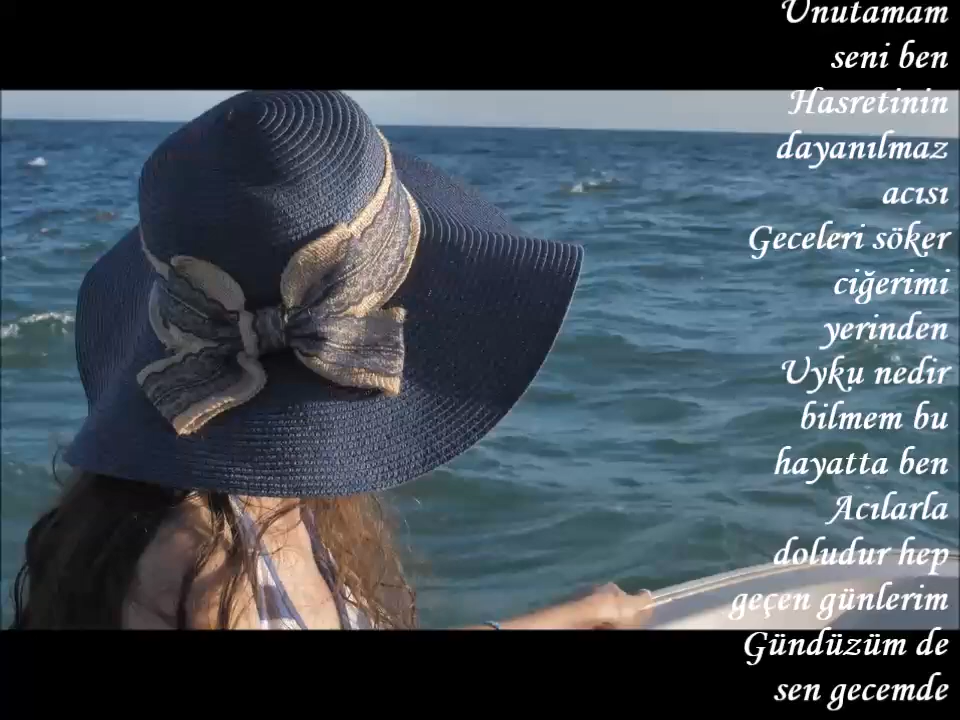 Unutamam
seni ben
Hasretinin
dayanılmaz
acısı
Geceleri söker
ciğerimi
yerinden
Uyku nedir
bilmem bu
hayatta ben
Acılarla
doludur hep
geçen günlerim
Gündüzüm de
sen gecemde